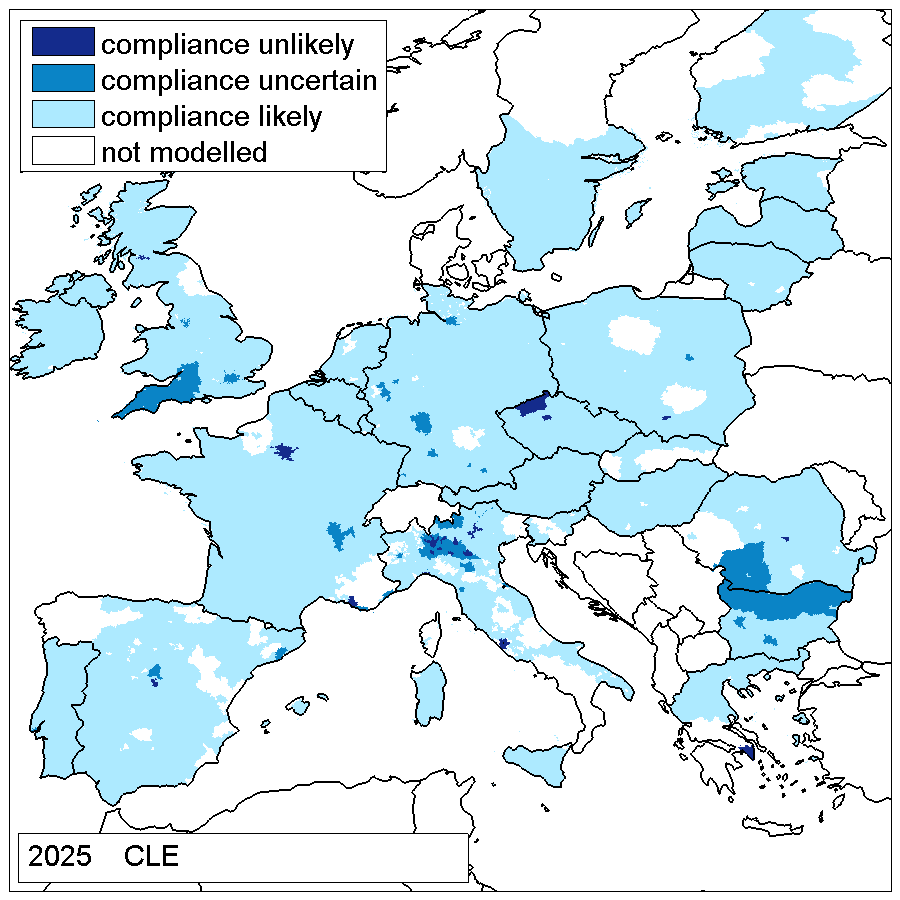 compliance unlikely
compliance uncertain
compliance likely
not modelled
2025 CLE